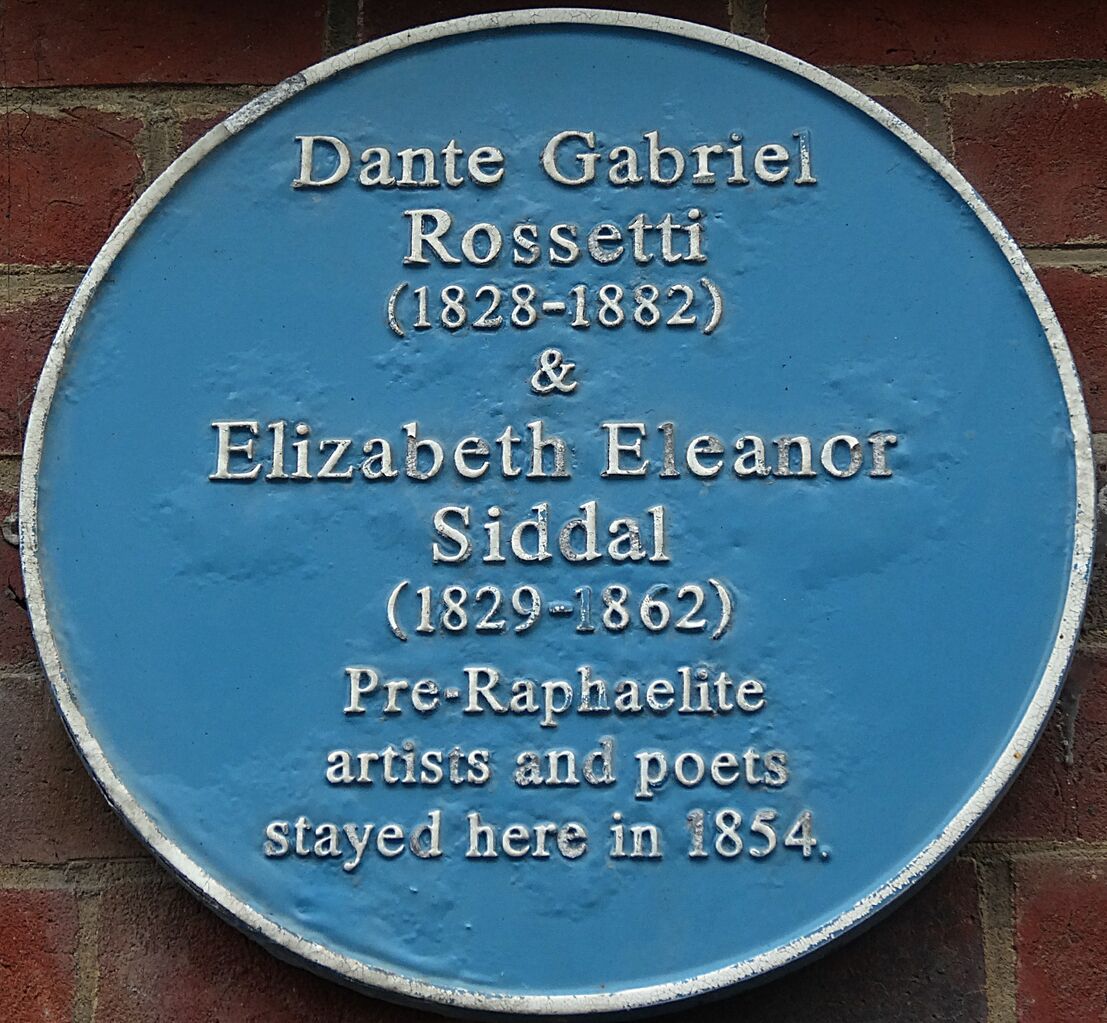 Dante Gabriel
Rossetti
(1828-1882)
&
Elizabeth Eleanor
Siddal
(1829-1862)
Pre-Raphaelite
artists and poets
stayed here in 1854.